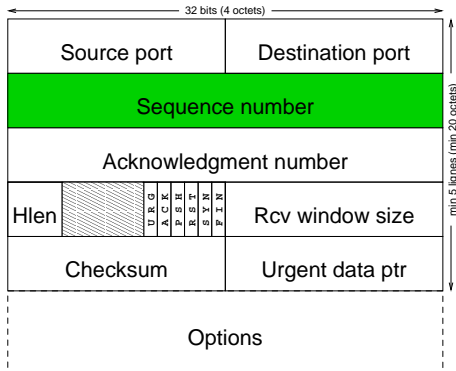 32 bits (4 octets)
Source port
Destination port
Sequence number
Acknowledgment number
Hlen
URG
ACK
PSH
RST
SYN
FIN
Rcv window size
Checksum
Urgent data ptr
Options
min 5 lignes (min 20 octets)